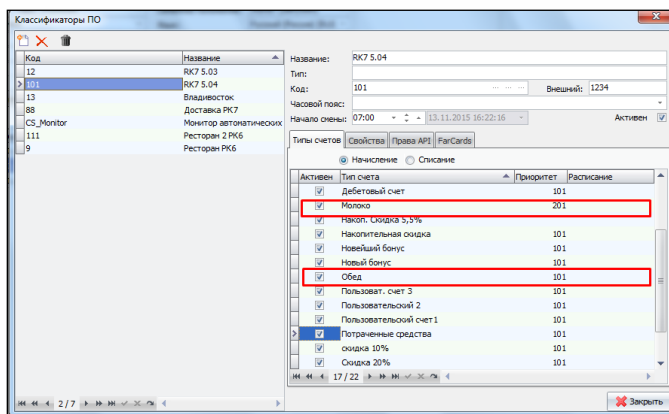 Классификаторы ПО
Код Название
12 RK7 5.03
101 RK7 5.04
13 Владивосток
88 Доставка РК7
CS_Monitor Монитор автоматических
111 Ресторан 2 РК6
9 Ресторан РК6
2 / 7
Название: RK7 5.04
Тип:
Код: 101 Внешний: 1234
Часовой пояс:
Начало смены: 07:00 13.11.2015 16:22:16 Активен
Типы счетов Свойства Права API FarCards
Начисление Списание
Активен Тип счета Приоритет Расписание
Дебетовый счет 101
Молоко 201
Накоп. Скидка 5,5%
Накопительная скидка 101
Новейший бонус 101
Новый бонус 101
Обед 101
Пользоват. счет 3 101
Пользовательский 2 101
Пользовательский счет1 101
Потраченные средства 101
скидка 10% 101
Скидка 20% 101
17 / 22
Закрыть